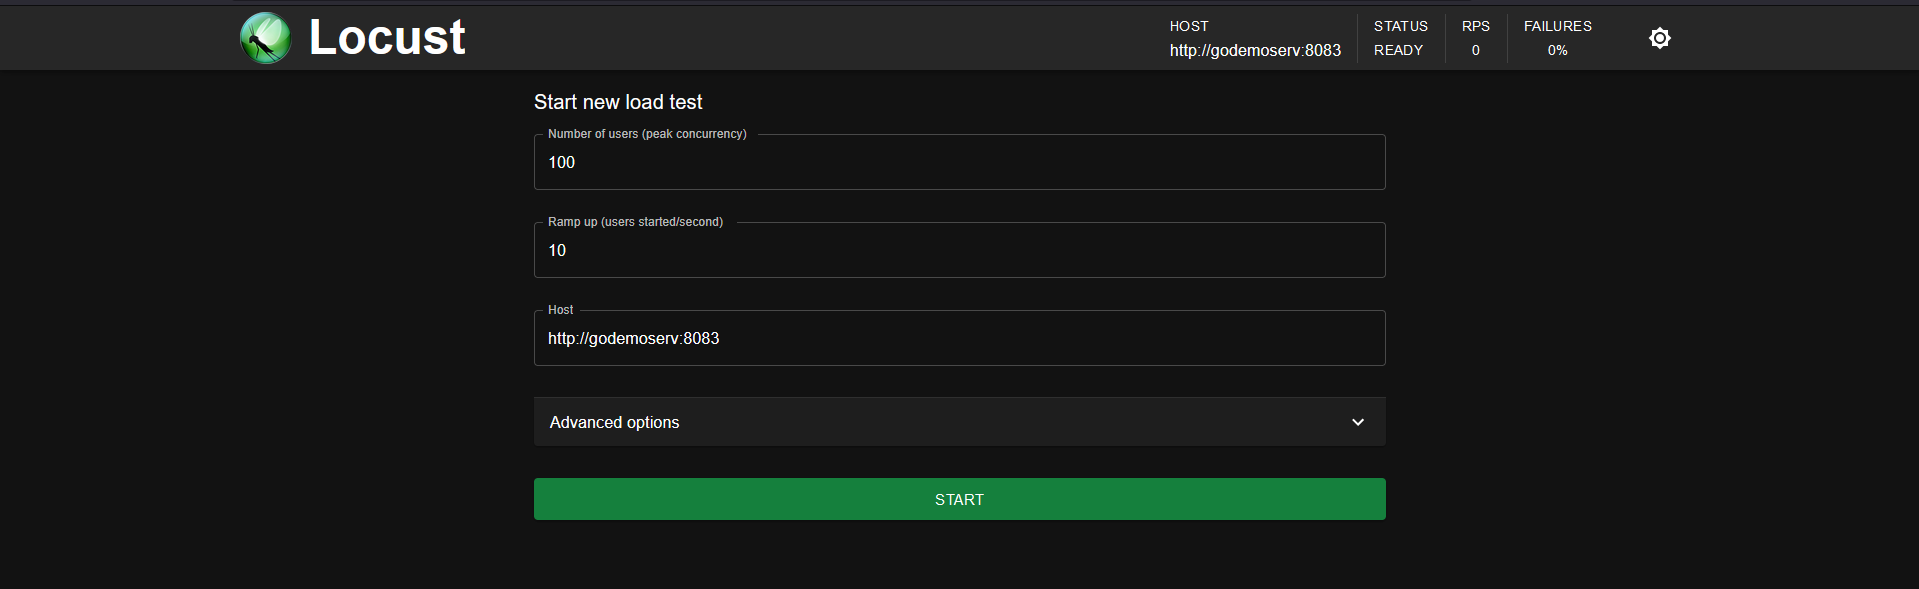 Locust
HOST
http://godemoserv:8083
STATUS
READY
RPS
0
FAILURES
0%
Start new load test
Number of users (peak concurrency)
100
Ramp up (users started/second)
10
Host
http://godemoserv:8083
Advanced options
START